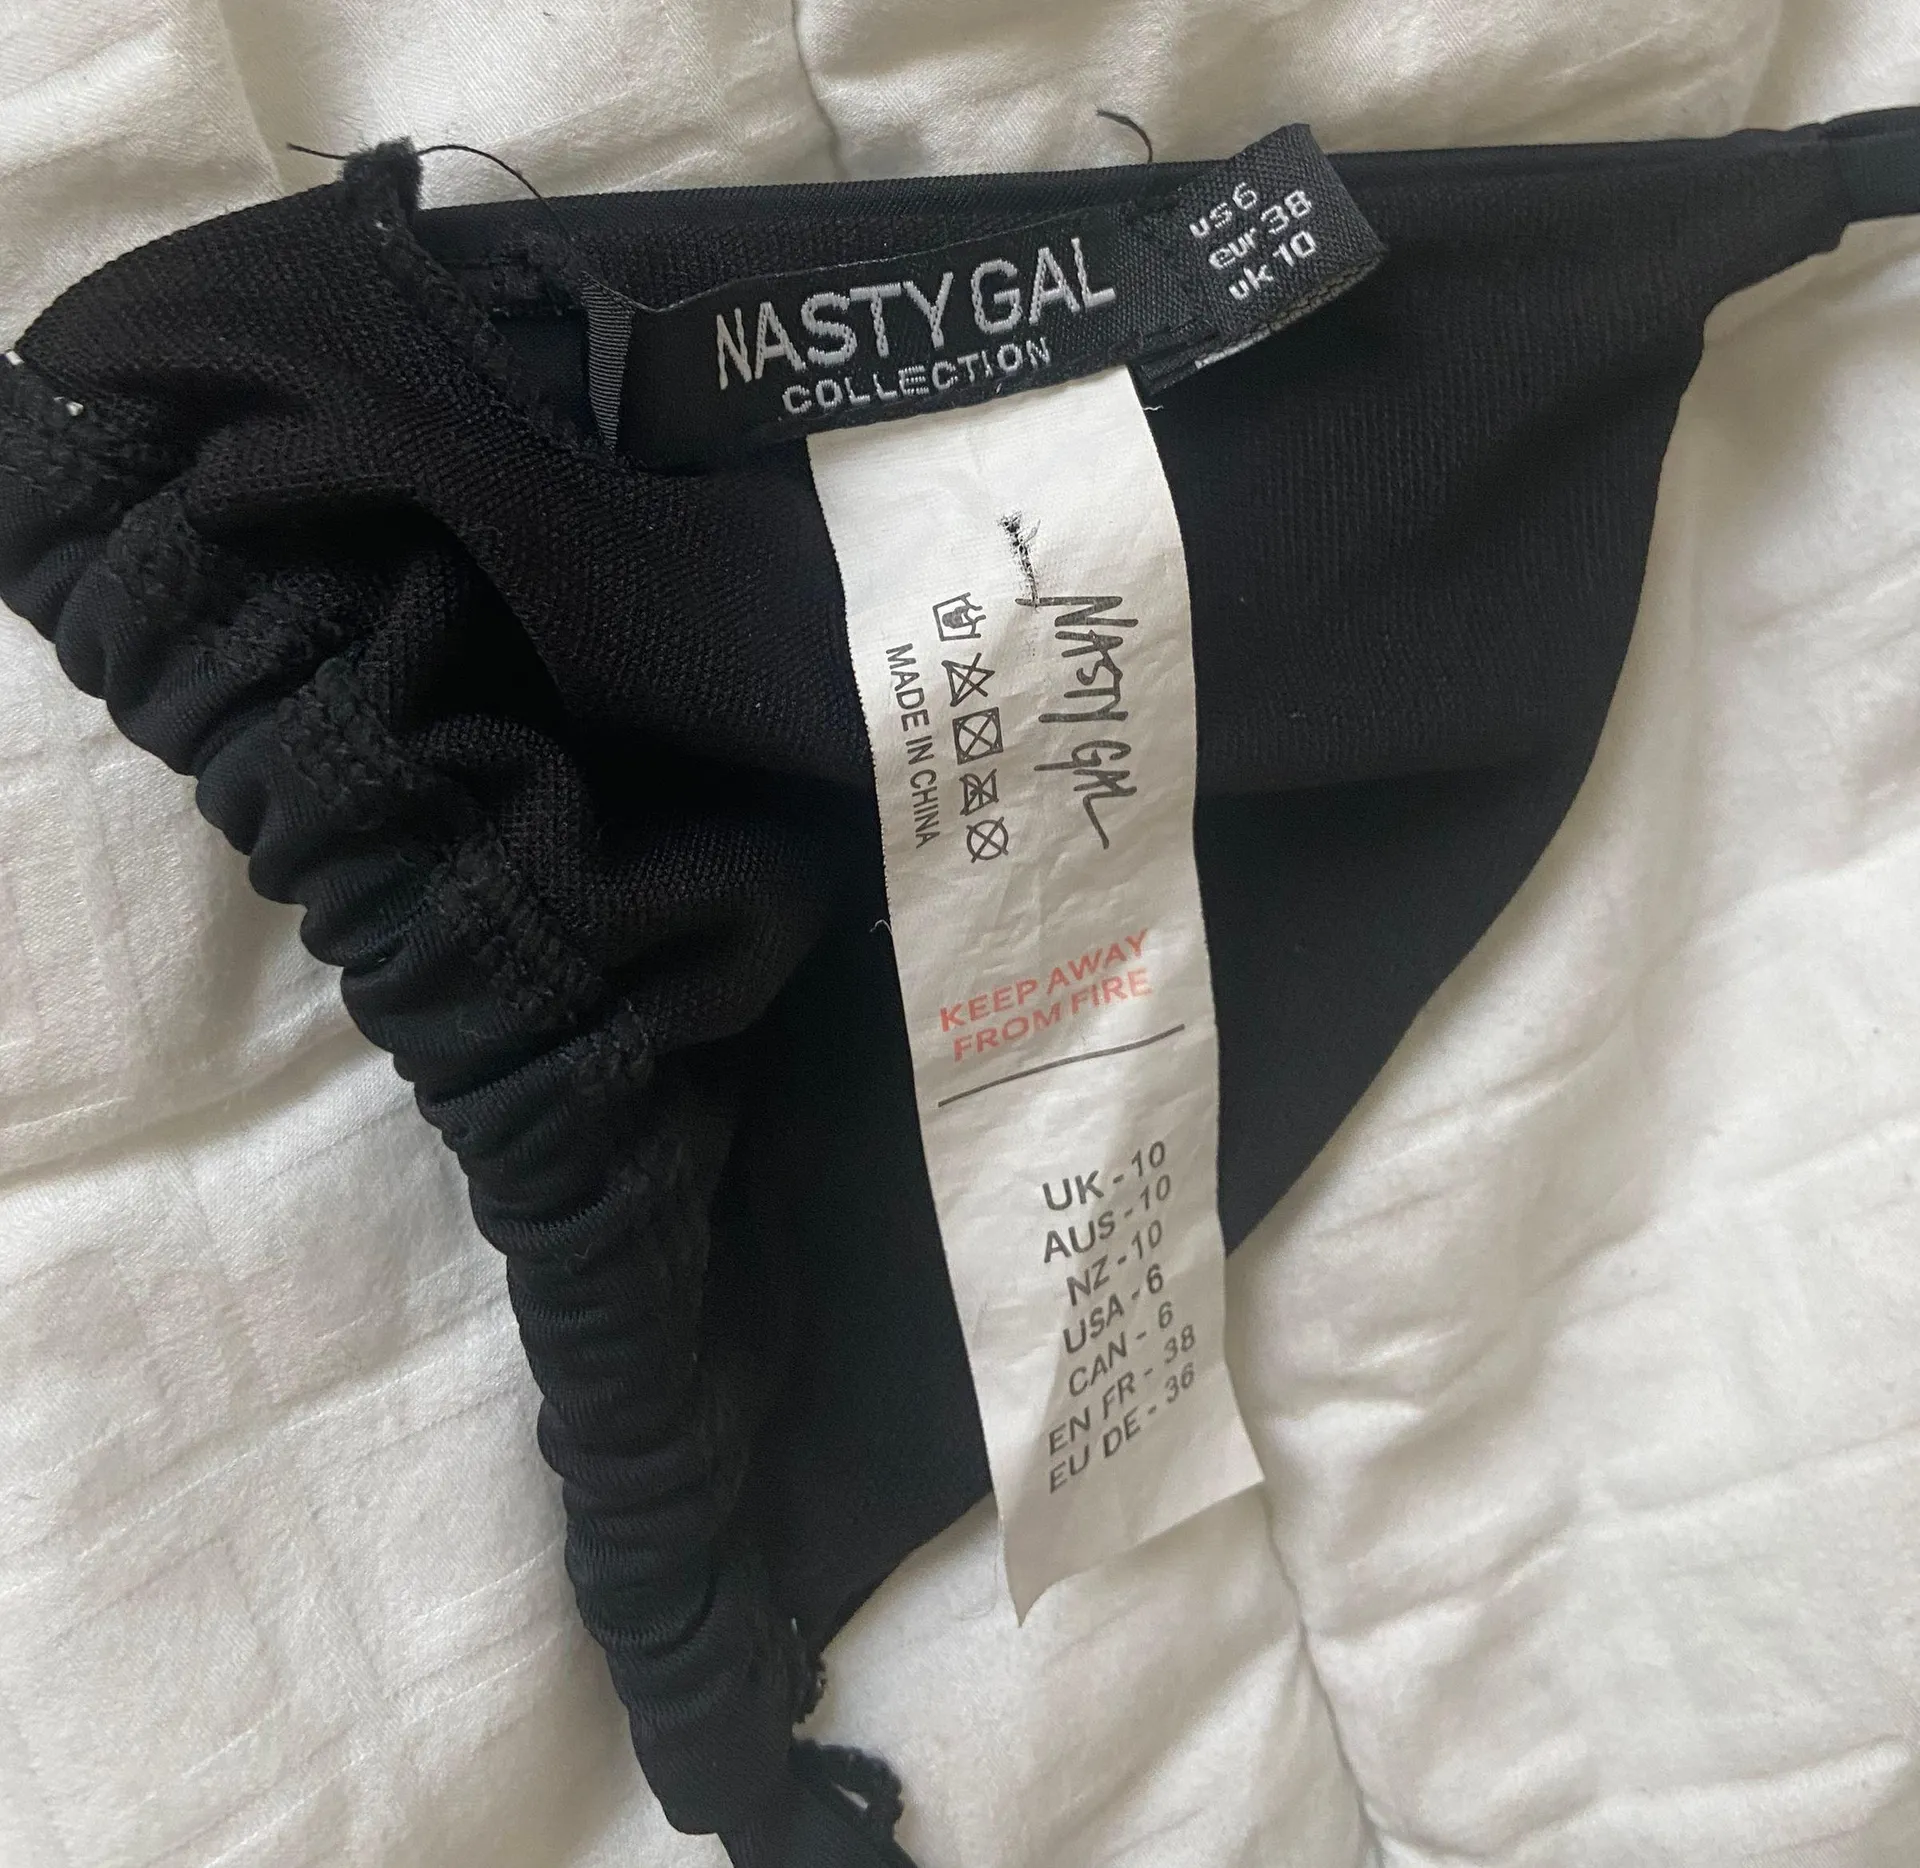 NASTY GAL
COLLECTION
us 6
eur 38
uk 10
NASTY GAL
MADE IN CHINA
KEEP AWAY
FROM FIRE
UK - 10
AUS - 10
NZ - 10
USA - 6
CAN - 6
EN FR - 38
EU DE - 36